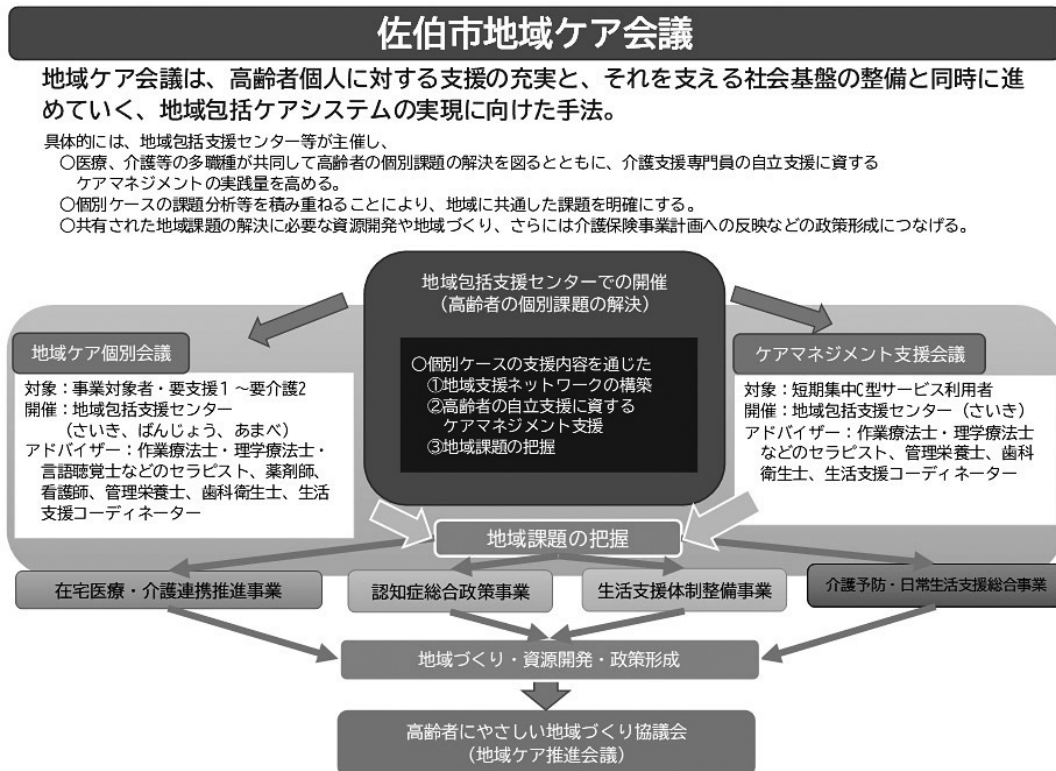 佐伯市地域ケア会議
地域ケア会議は、高齢者個人に対する支援の充実と、それを支える社会基盤の整備と同時に進
めていく、地域包括ケアシステムの実現に向けた手法。
具体的には、地域包括支援センター等が主催し、
○医療、介護等の多職種が共同して高齢者の個別課題の解決を図るとともに、介護支援専門員の自立支援に資する
ケアマネジメントの実践量を高める。
○個別ケースの課題分析等を積み重ねることにより、地域に共通した課題を明確にする。
○共有された地域課題の解決に必要な資源開発や地域づくり、さらには介護保険事業計画への反映などの政策形成につなげる。
地域包括支援センターでの開催
（高齢者の個別課題の解決）
○個別ケースの支援内容を通じた
①地域支援ネットワークの構築
②高齢者の自立支援に資する
ケアマネジメント支援
③地域課題の把握
地域ケア個別会議
対象：事業対象者・要支援1 ～要介護2
開催：地域包括支援センター
（さいき、ばんじょう、あまべ）
アドバイザー：作業療法士・理学療法士・
言語聴覚士などのセラピスト、薬剤師、
看護師、管理栄養士、歯科衛生士、生活
支援コーディネーター
ケアマネジメント支援会議
対象：短期集中C型サービス利用者
開催：地域包括支援センター（さいき）
アドバイザー：作業療法士・理学療法士
などのセラピスト、管理栄養士、歯科
衛生士、生活支援コーディネーター
地域課題の把握
在宅医療・介護連携推進事業
認知症総合政策事業
生活支援体制整備事業
介護予防・日常生活支援総合事業
地域づくり・資源開発・政策形成
高齢者にやさしい地域づくり協議会
（地域ケア推進会議）